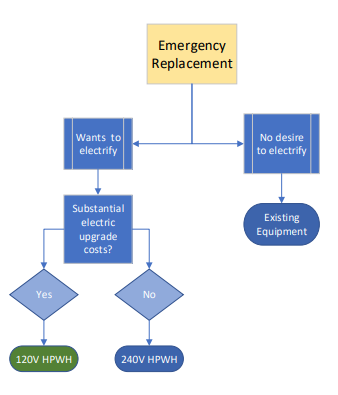 Emergency
Replacement
Wants to
electrify
No desire
to electrify
Substantial
electric
upgrade
costs?
Existing
Equipment
Yes
No
120V HPWH
240V HPWH